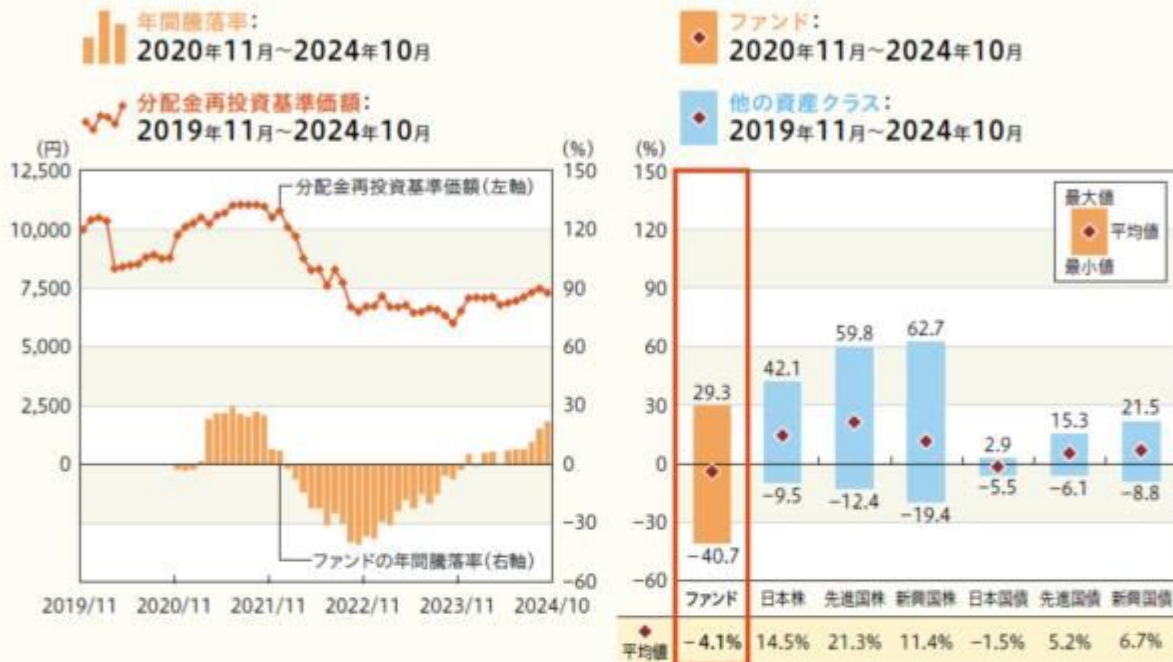 年間騰落率：
2020年11月～2024年10月
分配金再投資基準価額：
2019年11月～2024年10月
(円)
(%)
12,500
10,000
7,500
5,000
2,500
0
150
120
90
60
30
0
−30
−60
分配金再投資基準価額(左軸)
ファンドの年間騰落率(右軸)
2019/11 2020/11 2021/11 2022/11 2023/11 2024/10
ファンド：
2020年11月～2024年10月
他の資産クラス：
2019年11月～2024年10月
(%)
150
120
90
60
30
0
−30
−60
最大値
平均値
最小値
29.3
−40.7
42.1
−9.5
59.8
−12.4
62.7
−19.4
2.9
−5.5
15.3
−6.1
21.5
−8.8
ファンド 日本株 先進国株 新興国株 日本国債 先進国債 新興国債
平均値 −4.1% 14.5% 21.3% 11.4% −1.5% 5.2% 6.7%